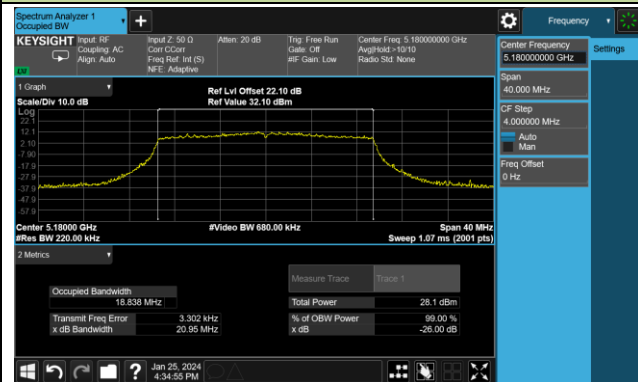 Spectrum Analyzer 1
Occupied BW
Frequency
KEYSIGHT
Input: RF
Coupling: AC
Align: Auto
Input Z: 50 Ω
Corr CCorr
Freq Ref: Int (S)
NFE: Adaptive
Atten: 20 dB
Trig: Free Run
Gate: Off
#IF Gain: Low
Center Freq: 5.180000000 GHz
Avg|Hold:>10/10
Radio Std: None
Center Frequency
5.180000000 GHz
Settings
Span
40.000 MHz
CF Step
4.000000 MHz
Auto
Man
Freq Offset
0 Hz
1 Graph
Scale/Div 10.0 dB
Ref Lvl Offset 22.10 dB
Ref Value 32.10 dBm
Log
22.1
12.1
2.10
-7.90
-17.9
-27.9
-37.9
-47.9
-57.9
Center 5.18000 GHz
#Res BW 220.00 kHz
#Video BW 680.00 kHz
Span 40 MHz
Sweep 1.07 ms (2001 pts)
2 Metrics
Measure Trace
Trace 1
Occupied Bandwidth
18.838 MHz
Total Power
28.1 dBm
Transmit Freq Error
3.302 kHz
% of OBW Power
99.00 %
x dB Bandwidth
20.95 MHz
x dB
-26.00 dB
Jan 25, 2024
4:34:55 PM